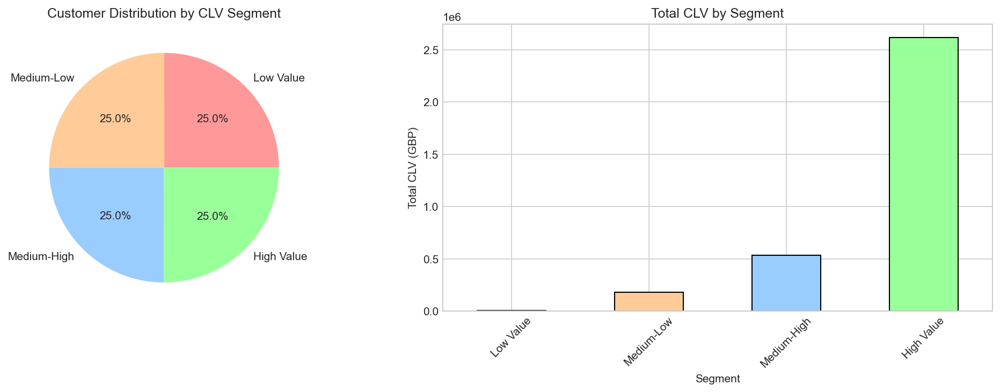 Customer Distribution by CLV Segment
Medium-Low
Low Value
25.0%
25.0%
25.0%
25.0%
Medium-High
High Value
Total CLV by Segment
1e6
2.5
2.0
1.5
1.0
0.5
0.0
Total CLV (GBP)
Low Value
Medium-Low
Medium-High
High Value
Segment